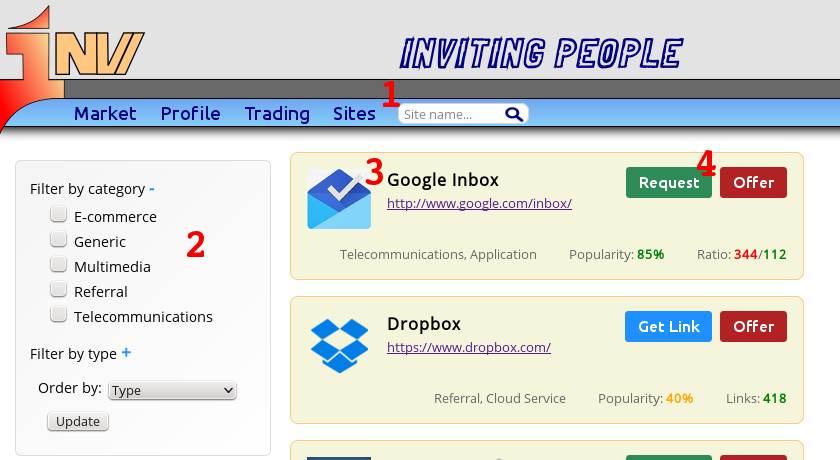 INV
INVITING PEOPLE
1
Market Profile Trading Sites Site name...
2
Filter by category -
E-commerce
Generic
Multimedia
Referral
Telecommunications
Filter by type +
Order by: Type
Update
3
4
Google Inbox Request Offer
http://www.google.com/inbox/
Telecommunications, Application Popularity: 85% Ratio: 344/112
Dropbox Get Link Offer
https://www.dropbox.com/
Referral, Cloud Service Popularity: 40% Links: 418